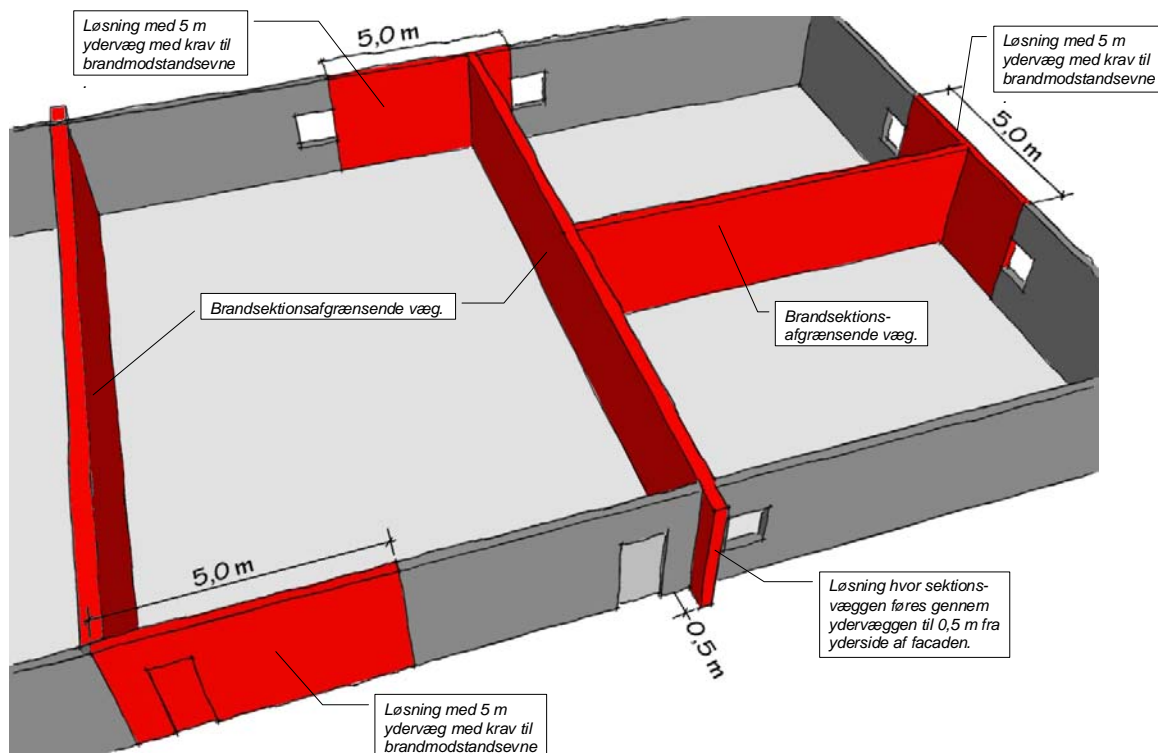 Løsning med 5 m
ydervæg med krav til
brandmodstandsevne
.
5,0 m
Løsning med 5 m
ydervæg med krav til
brandmodstandsevne
.
5,0 m
Brandsektionsafgrænsende væg.
Brandsektions-
afgrænsende væg.
5,0 m
0,5 m
Løsning hvor sektions-
væggen føres gennem
ydervæggen til 0,5 m fra
yderside af facaden.
Løsning med 5 m
ydervæg med krav til
brandmodstandsevne